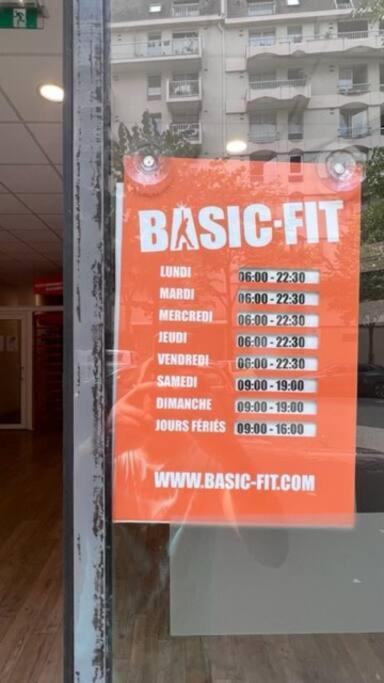 BASIC-FIT
LUNDI 06:00 - 22:30
MARDI 06:00 - 22:30
MERCREDI 06:00 - 22:30
JEUDI 06:00 - 22:30
VENDREDI 06:00 - 22:30
SAMEDI 09:00 - 19:00
DIMANCHE 09:00 - 19:00
JOURS FÉRIÉS 09:00 - 16:00
WWW.BASIC-FIT.COM